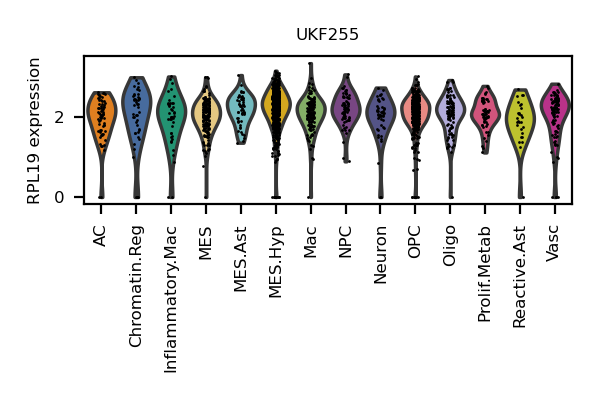 UKF255
RPL19 expression
2
0
AC
Chromatin.Reg
Inflammatory.Mac
MES
MES.Ast
MES.Hyp
Mac
NPC
Neuron
OPC
Oligo
Prolif.Metab
Reactive.Ast
Vasc